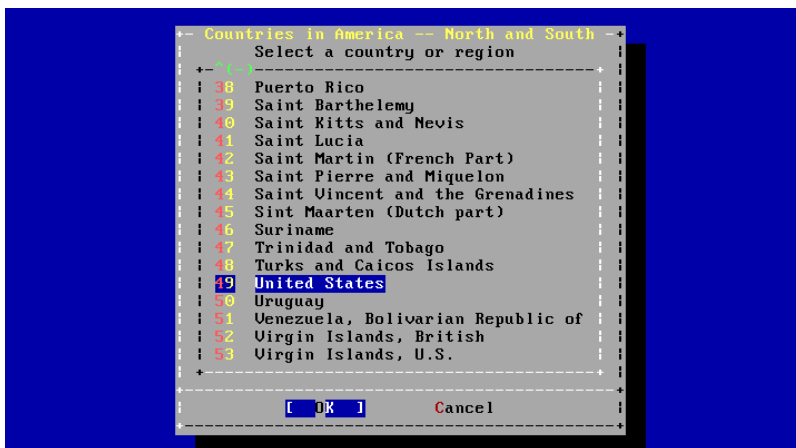 Countries in America -- North and South
Select a country or region
^(-)
38 Puerto Rico
39 Saint Barthelemy
40 Saint Kitts and Nevis
41 Saint Lucia
42 Saint Martin (French Part)
43 Saint Pierre and Miquelon
44 Saint Vincent and the Grenadines
45 Sint Maarten (Dutch part)
46 Suriname
47 Trinidad and Tobago
48 Turks and Caicos Islands
49 United States
50 Uruguay
51 Venezuela, Bolivarian Republic of
52 Virgin Islands, British
53 Virgin Islands, U.S.
[ OK ] Cancel